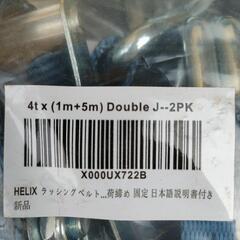 4t x (1m+5m) Double J--2PK
X000UX722B
HELIX ラッシングベルト...荷締め 固定 日本語説明書付き
新品